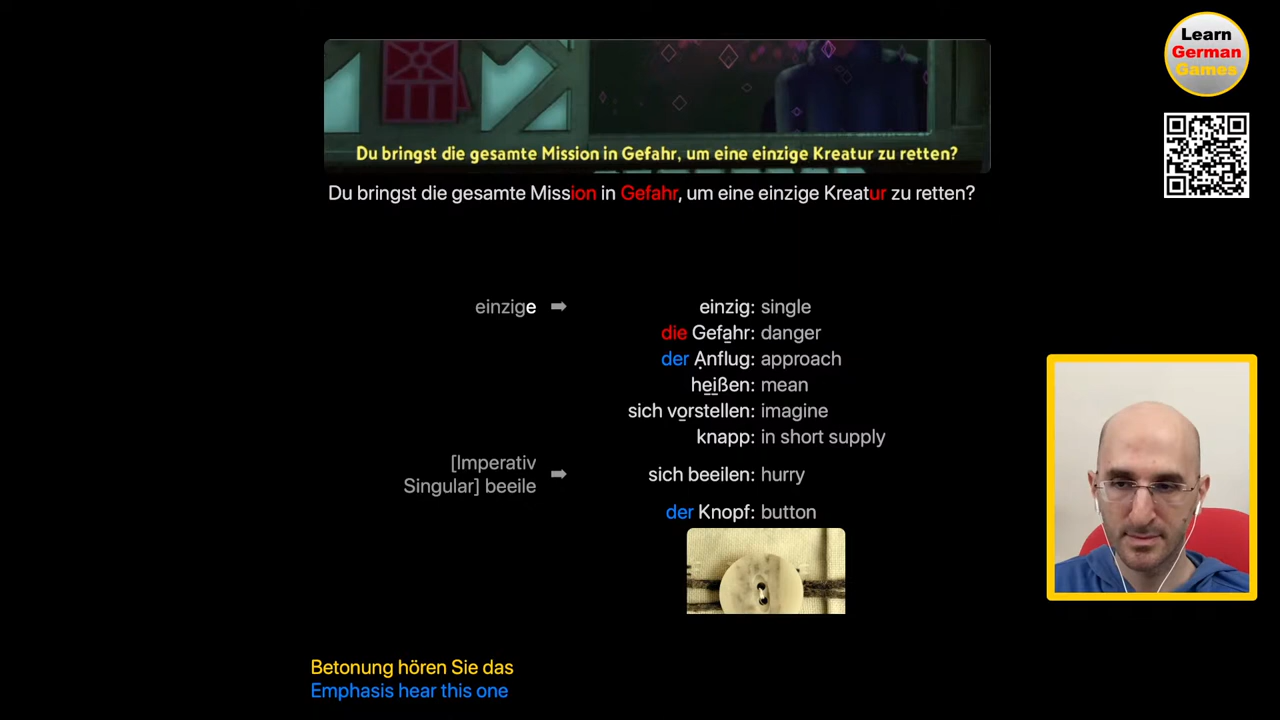 Learn
German
Games
Du bringst die gesamte Mission in Gefahr, um eine einzige Kreatur zu retten?
Du bringst die gesamte Mission in Gefahr, um eine einzige Kreatur zu retten?
einzige ➡ einzig: single
die Gefahr: danger
der Anflug: approach
heißen: mean
sich vorstellen: imagine
knapp: in short supply
[Imperativ
Singular] beeile ➡ sich beeilen: hurry
der Knopf: button
Betonung hören Sie das
Emphasis hear this one